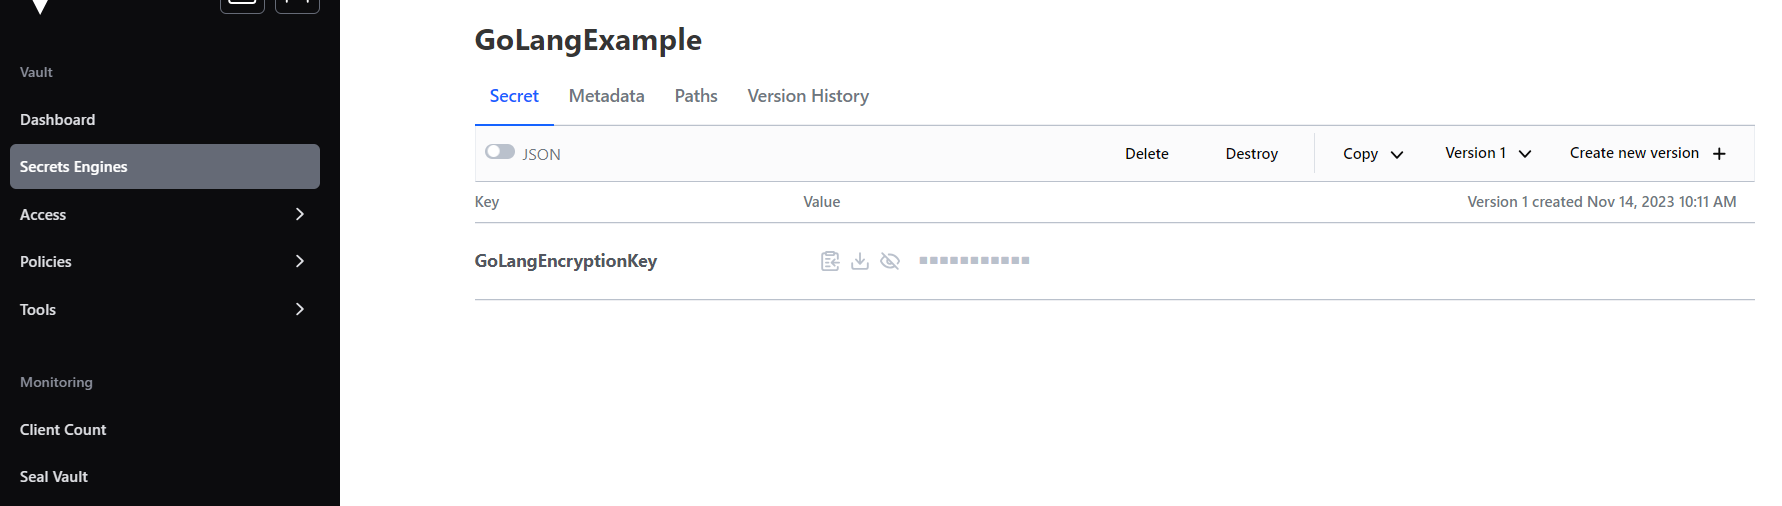 GoLangExample
Vault
Secret Metadata Paths Version History
Dashboard
JSON Delete Destroy Copy Version 1 Create new version
Secrets Engines
Key Value Version 1 created Nov 14, 2023 10:11 AM
Access
Policies
GoLangEncryptionKey
Tools
Monitoring
Client Count
Seal Vault